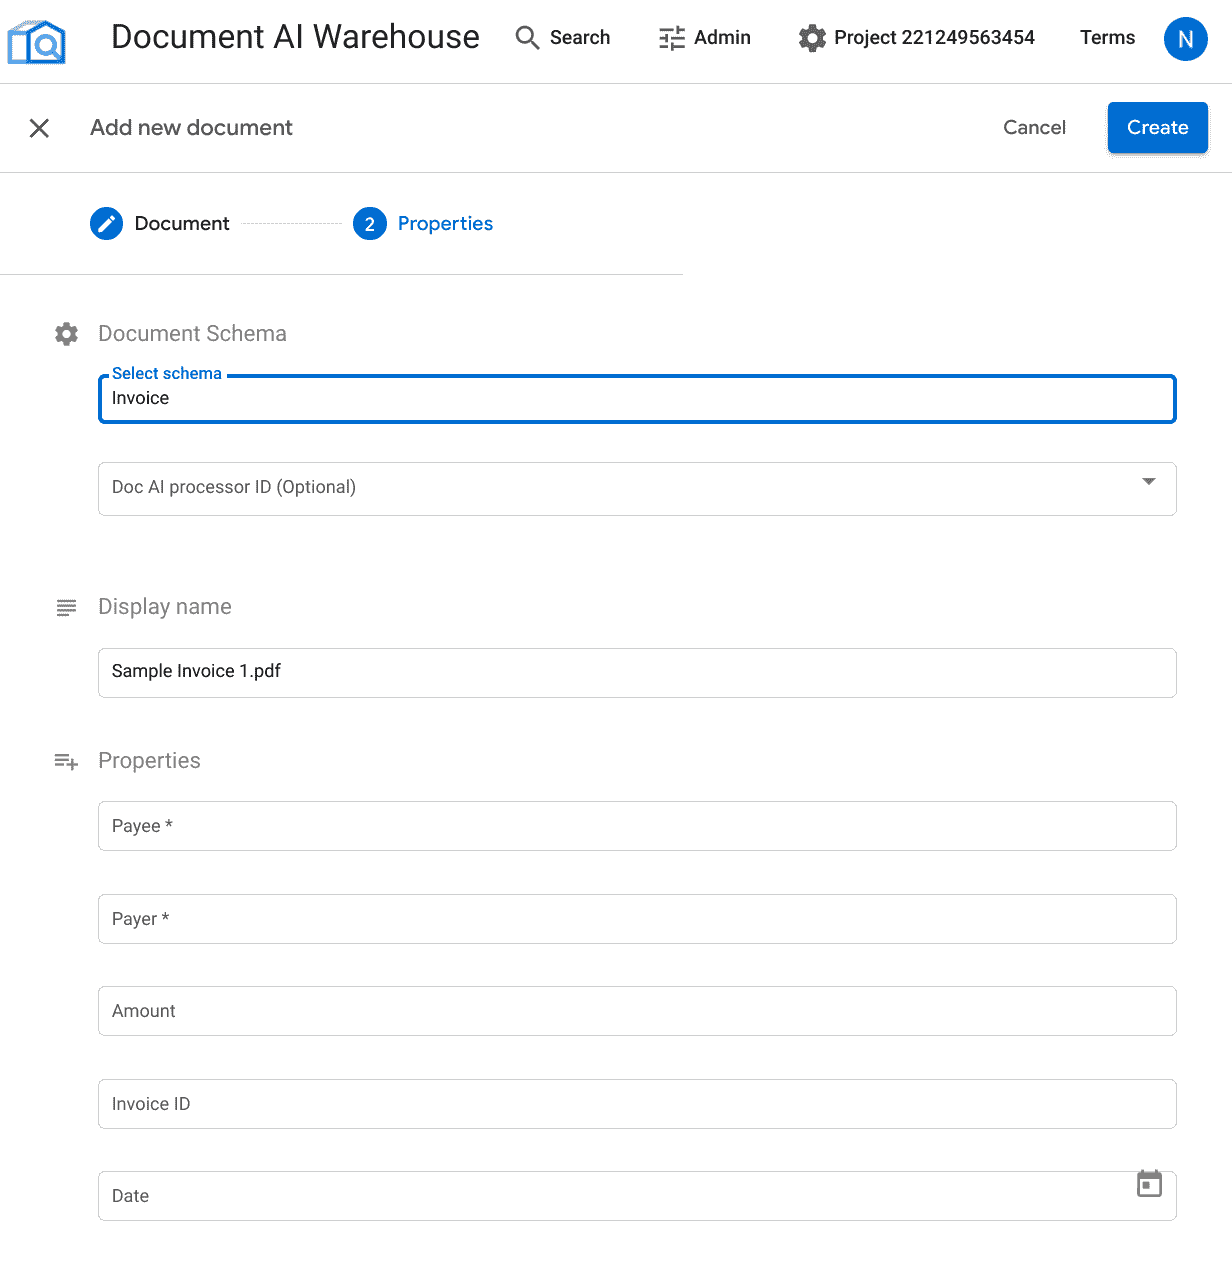 Document AI Warehouse Search Admin Project 221249563454 Terms N
Add new document Cancel Create
Document 2 Properties
Document Schema
Select schema
Invoice
Doc AI processor ID (Optional)
Display name
Sample Invoice 1.pdf
Properties
Payee *
Payer *
Amount
Invoice ID
Date